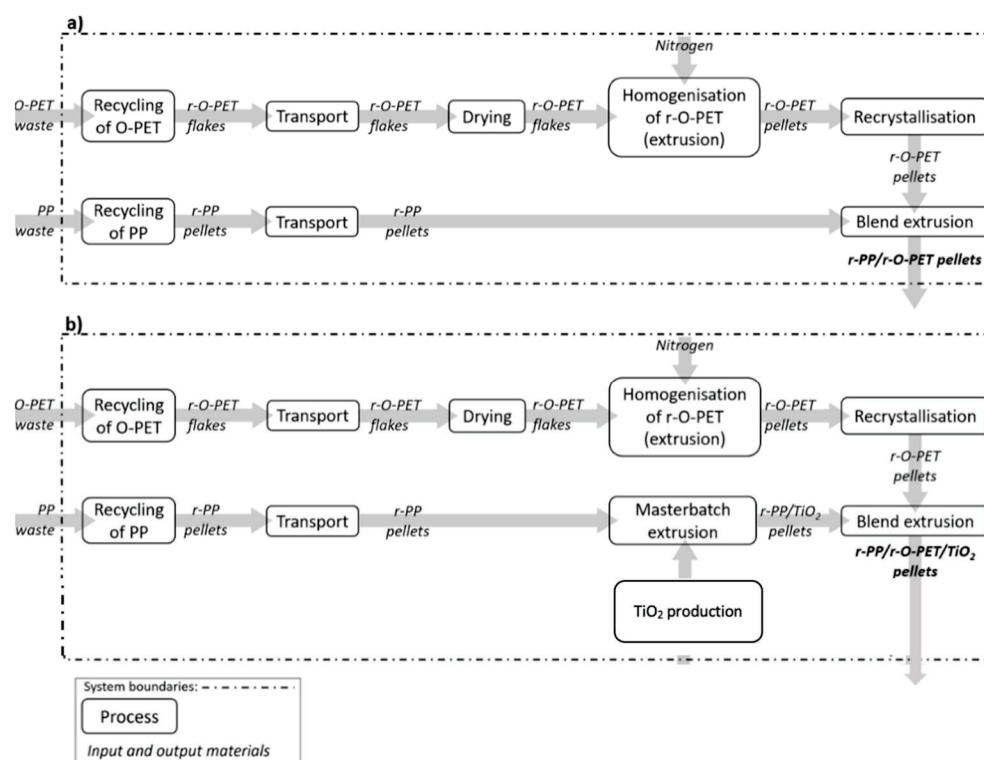 a)
Nitrogen
O-PET
waste
Recycling
of O-PET
r-O-PET
flakes
Transport
r-O-PET
flakes
Drying
r-O-PET
flakes
Homogenisation
of r-O-PET
(extrusion)
r-O-PET
pellets
Recrystallisation
r-O-PET
pellets
PP
waste
Recycling
of PP
r-PP
pellets
Transport
r-PP
pellets
Blend extrusion
r-PP/r-O-PET pellets
b)
Nitrogen
O-PET
waste
Recycling
of O-PET
r-O-PET
flakes
Transport
r-O-PET
flakes
Drying
r-O-PET
flakes
Homogenisation
of r-O-PET
(extrusion)
r-O-PET
pellets
Recrystallisation
r-O-PET
pellets
PP
waste
Recycling
of PP
r-PP
pellets
Transport
r-PP
pellets
Masterbatch
extrusion
r-PP/TiO₂
pellets
Blend extrusion
r-PP/r-O-PET/TiO₂
pellets
TiO₂ production
System boundaries:
Process
Input and output materials